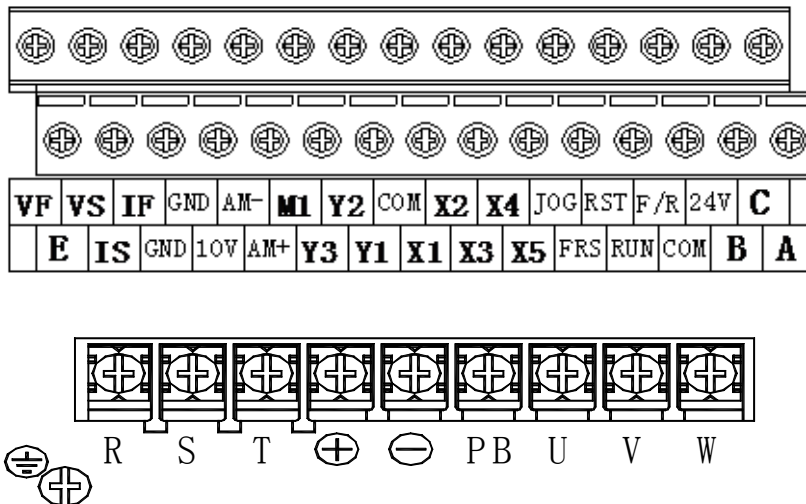 VF VS IF GND AM- M1 Y2 COM X2 X4 JOG RST F/R 24V C
E IS GND 10V AM+ Y3 Y1 X1 X3 X5 FRS RUN COM B A
R S T + − PB U V W